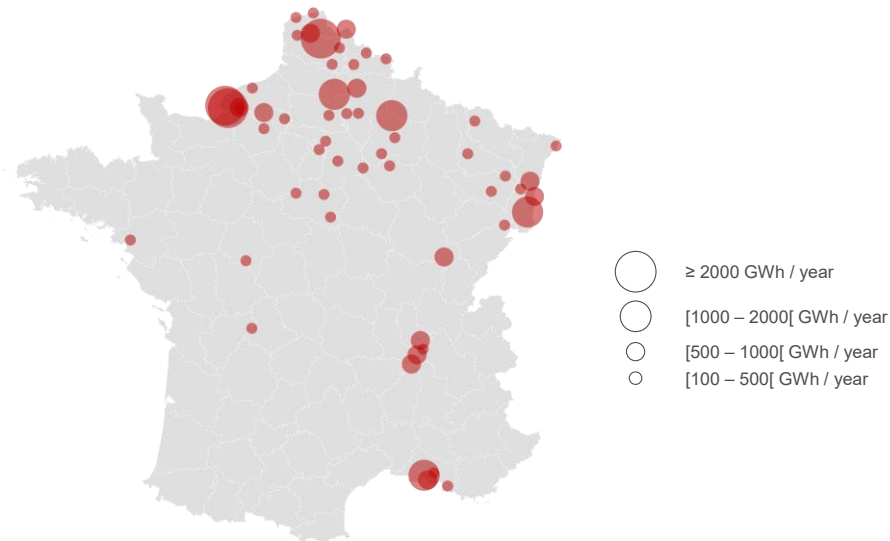 ≥ 2000 GWh / year
[1000 – 2000[ GWh / year
[500 – 1000[ GWh / year
[100 – 500[ GWh / year